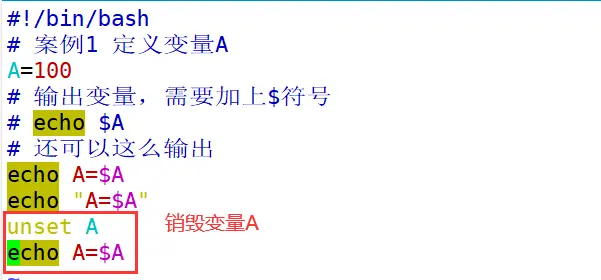 #!/bin/bash
# 案例1 定义变量A
A=100
# 输出变量，需要加上$符号
# echo $A
# 还可以这么输出
echo A=$A
echo "A=$A"
unset A 销毁变量A
echo A=$A
~